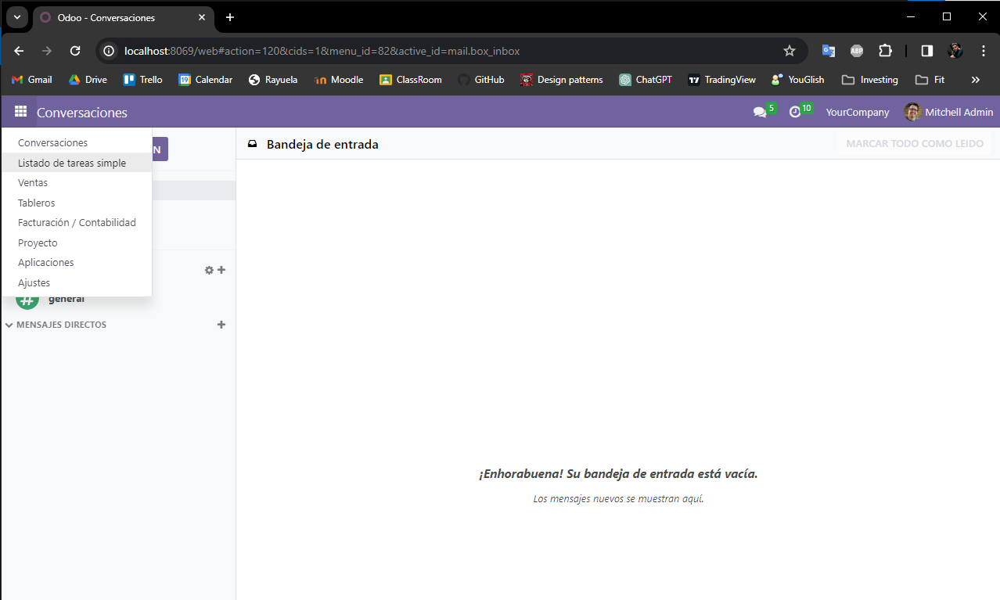 Odoo - Conversaciones
localhost:8069/web#action=120&cids=1&menu_id=82&active_id=mail.box_inbox
Gmail Drive Trello 19 Calendar Rayuela Moodle ClassRoom GitHub Design patterns ChatGPT TradingView YouGlish Investing Fit
Conversaciones 5 10 YourCompany Mitchell Admin
Conversaciones
Listado de tareas simple
Ventas
Tableros
Facturación / Contabilidad
Proyecto
Aplicaciones
Ajustes
N
general
MENSAJES DIRECTOS
Bandeja de entrada MARCAR TODO COMO LEIDO
¡Enhorabuena! Su bandeja de entrada está vacía.
Los mensajes nuevos se muestran aquí.